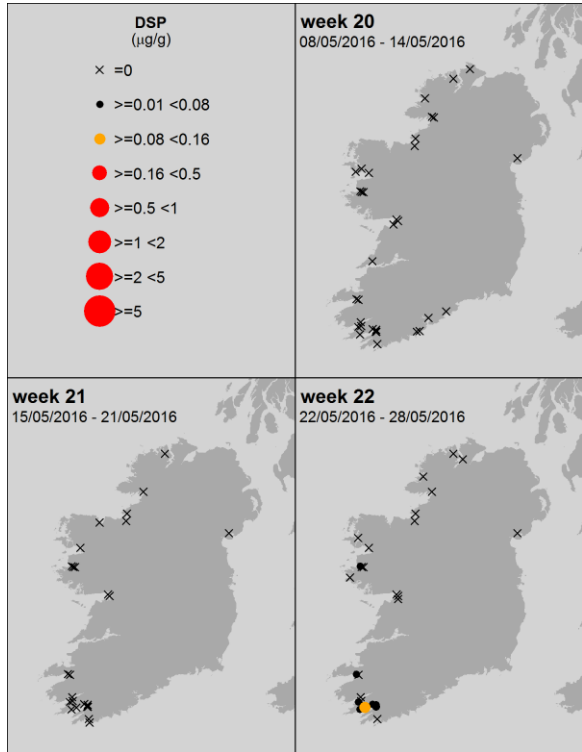 DSP
(μg/g)
=0
>=0.01 <0.08
>=0.08 <0.16
>=0.16 <0.5
>=0.5 <1
>=1 <2
>=2 <5
>=5
week 20
08/05/2016 - 14/05/2016
week 21
15/05/2016 - 21/05/2016
week 22
22/05/2016 - 28/05/2016